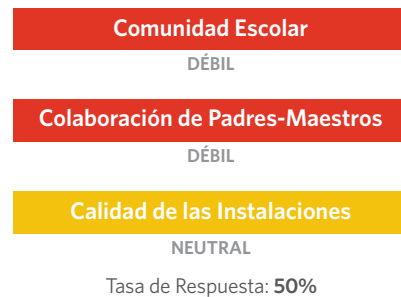 Comunidad Escolar
DÉBIL
Colaboración de Padres-Maestros
DÉBIL
Calidad de las Instalaciones
NEUTRAL
Tasa de Respuesta: 50%